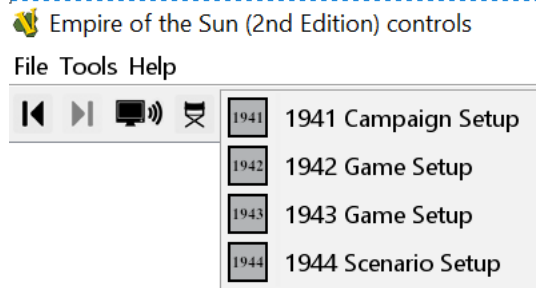 Empire of the Sun (2nd Edition) controls
File Tools Help
1941 1941 Campaign Setup
1942 1942 Game Setup
1943 1943 Game Setup
1944 1944 Scenario Setup